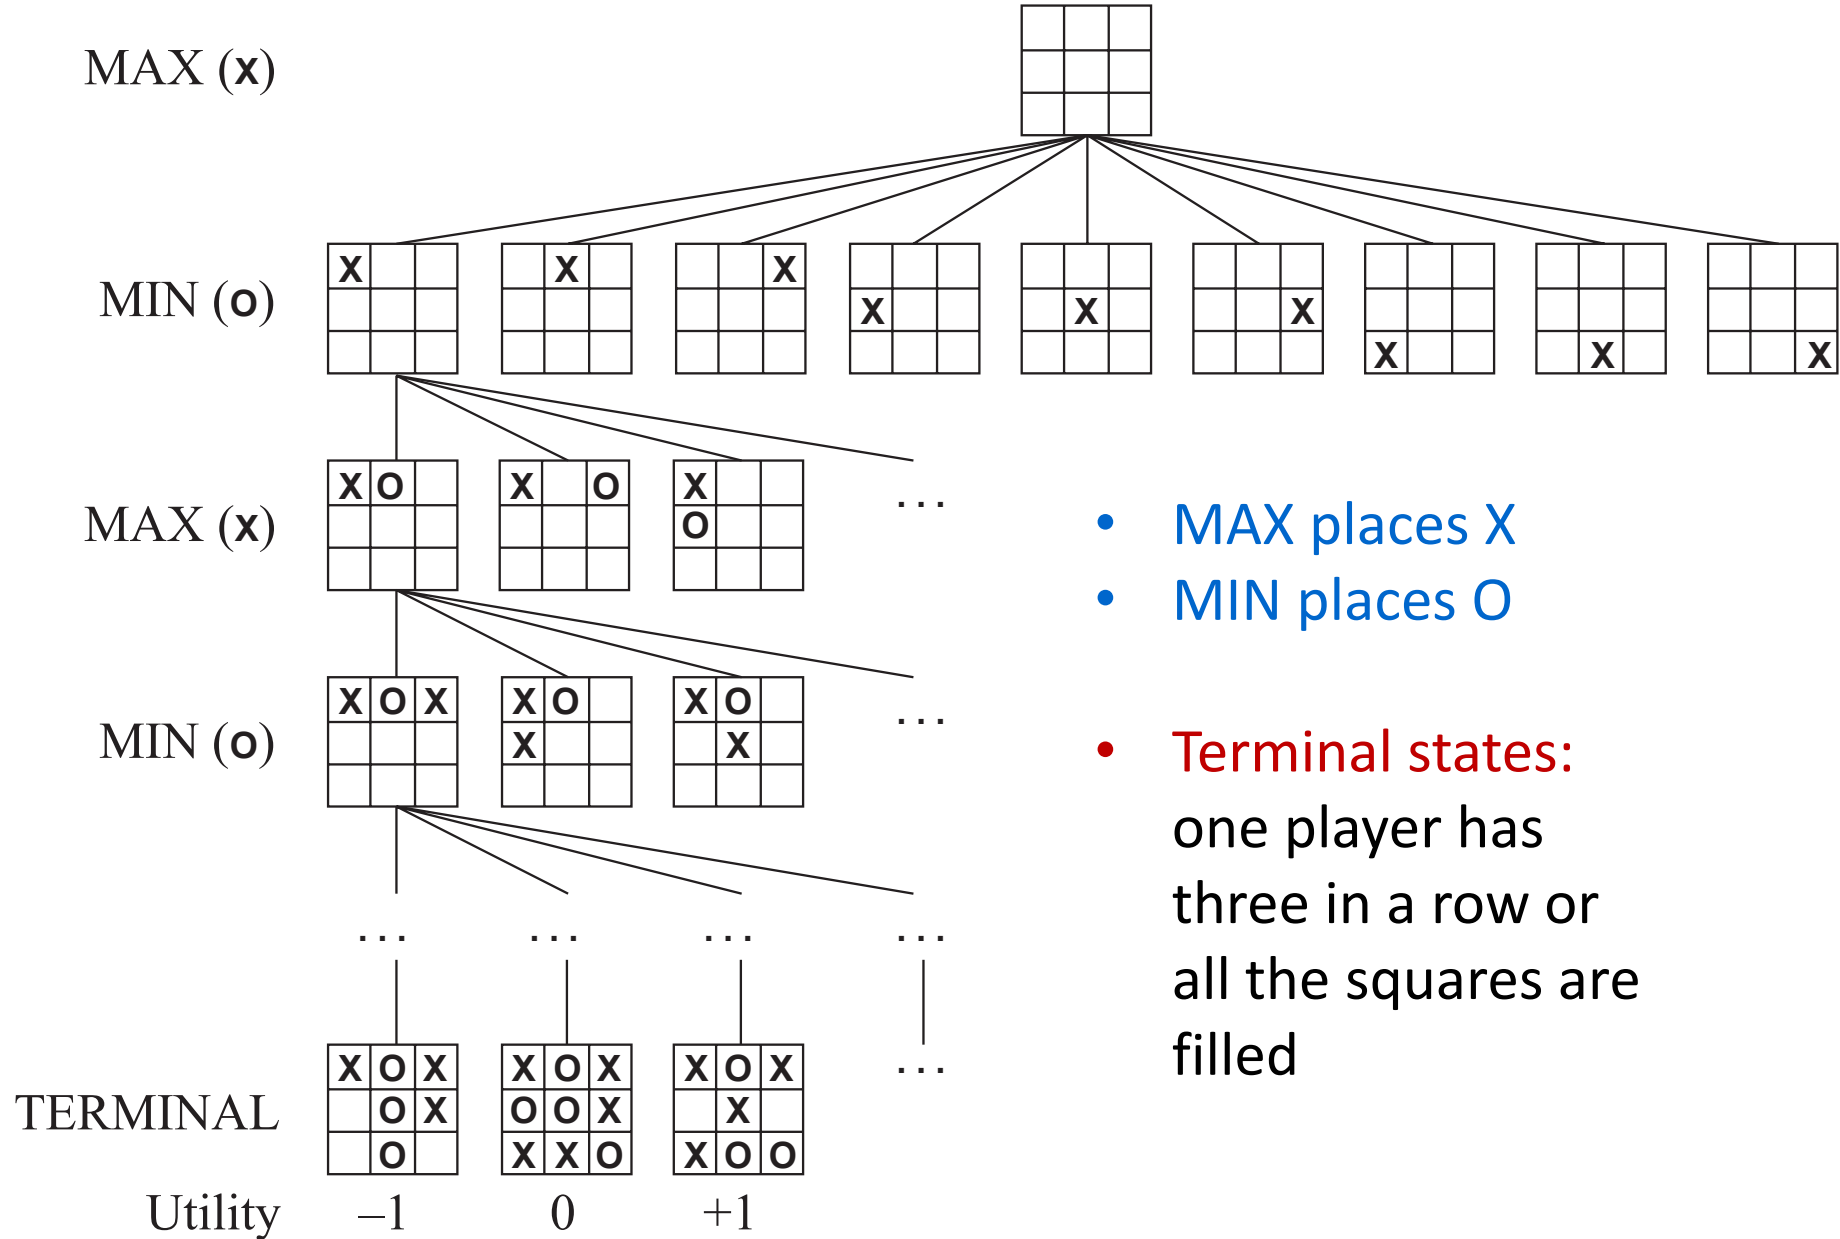 MAX (X)
MIN (O)
X X X X X X X X X
MAX (X)
X O X O X
O
...
• MAX places X
• MIN places O
MIN (O)
X O X X O X O
X X
...
• Terminal states:
one player has
three in a row or
all the squares are
filled
... ... ... ...
TERMINAL
X O X X O X X O X
O X O O X X
O X X O X O O
...
Utility –1 0 +1